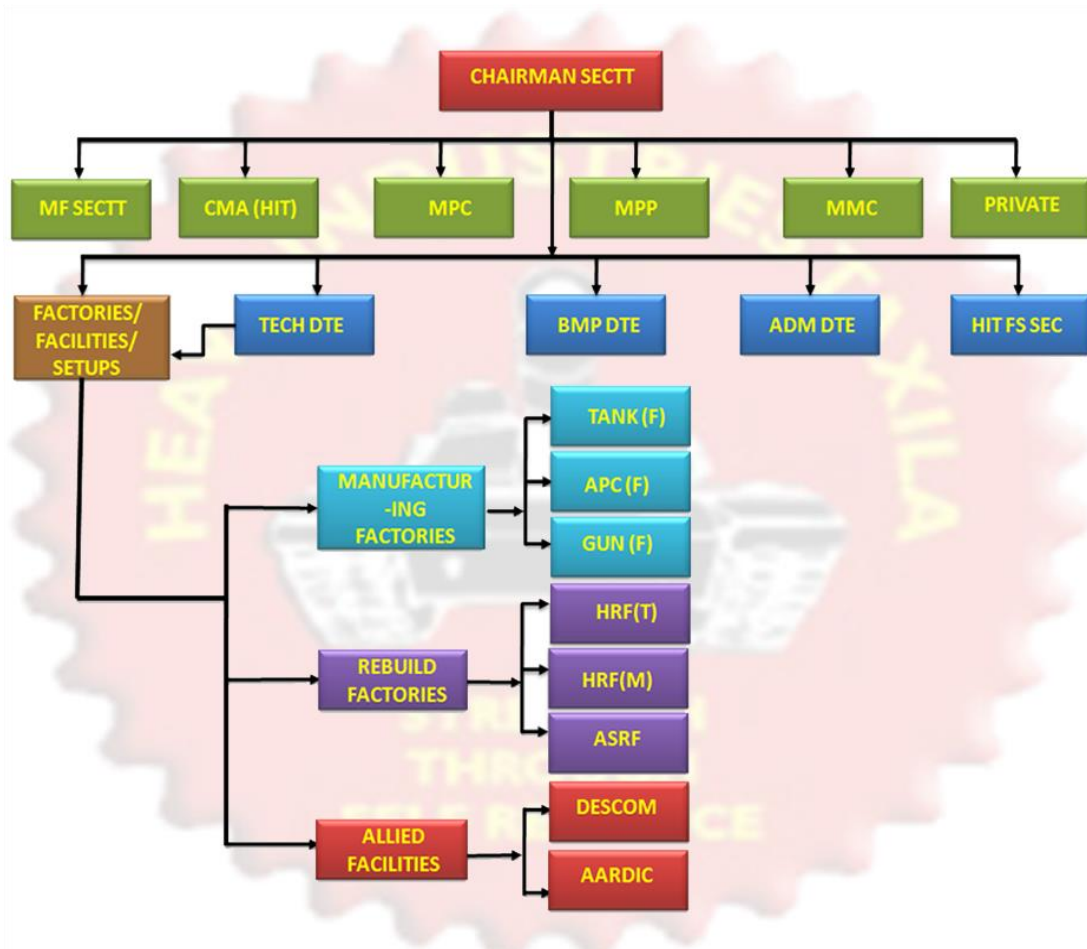 CHAIRMAN SECTT
MF SECTT
CMA (HIT)
MPC
MPP
MMC
PRIVATE
FACTORIES/
FACILITIES/
SETUPS
TECH DTE
BMP DTE
ADM DTE
HIT FS SEC
MANUFACTUR
-ING
FACTORIES
TANK (F)
APC (F)
GUN (F)
REBUILD
FACTORIES
HRF(T)
HRF(M)
ASRF
ALLIED
FACILITIES
DESCOM
AARDIC